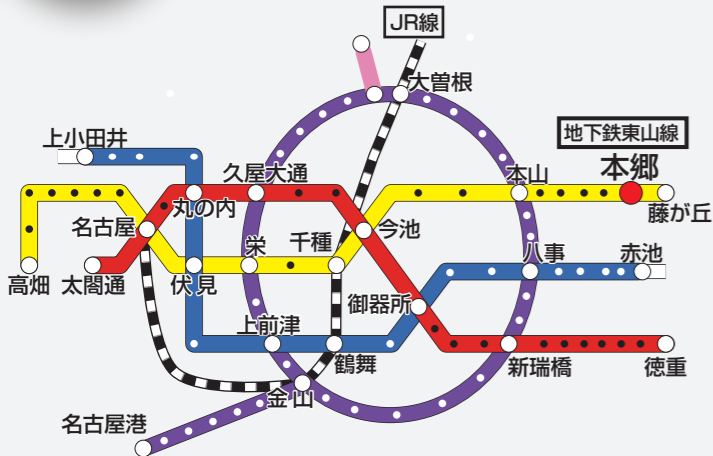 JR線
大曽根
地下鉄東山線
上小田井
久屋大通
本山
本郷
丸の内
藤が丘
名古屋
今池
千種
栄
八事
赤池
高畑
太閤通
伏見
御器所
上前津
鶴舞
新瑞橋
徳重
金山
名古屋港